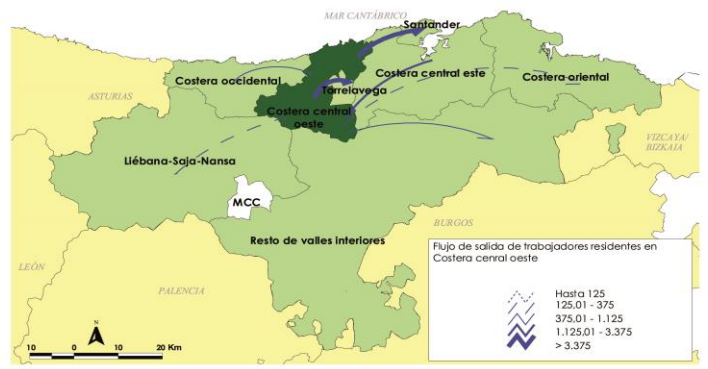 MAR CANTÁBRICO
Santander
Costera occidental
Costera central este
Costera oriental
Torrelavega
ASTURIAS
Costera central
oeste
VIZCAYA/
BIZKAIA
Liébana-Saja-Nansa
MCC
BURGOS
Resto de valles interiores
LEÓN
PALENCIA
Flujo de salida de trabajadores residentes en
Costera cenral oeste
Hasta 125
125,01 - 375
375,01 - 1.125
1.125,01 - 3.375
> 3.375
N
10 0 10 20 Km